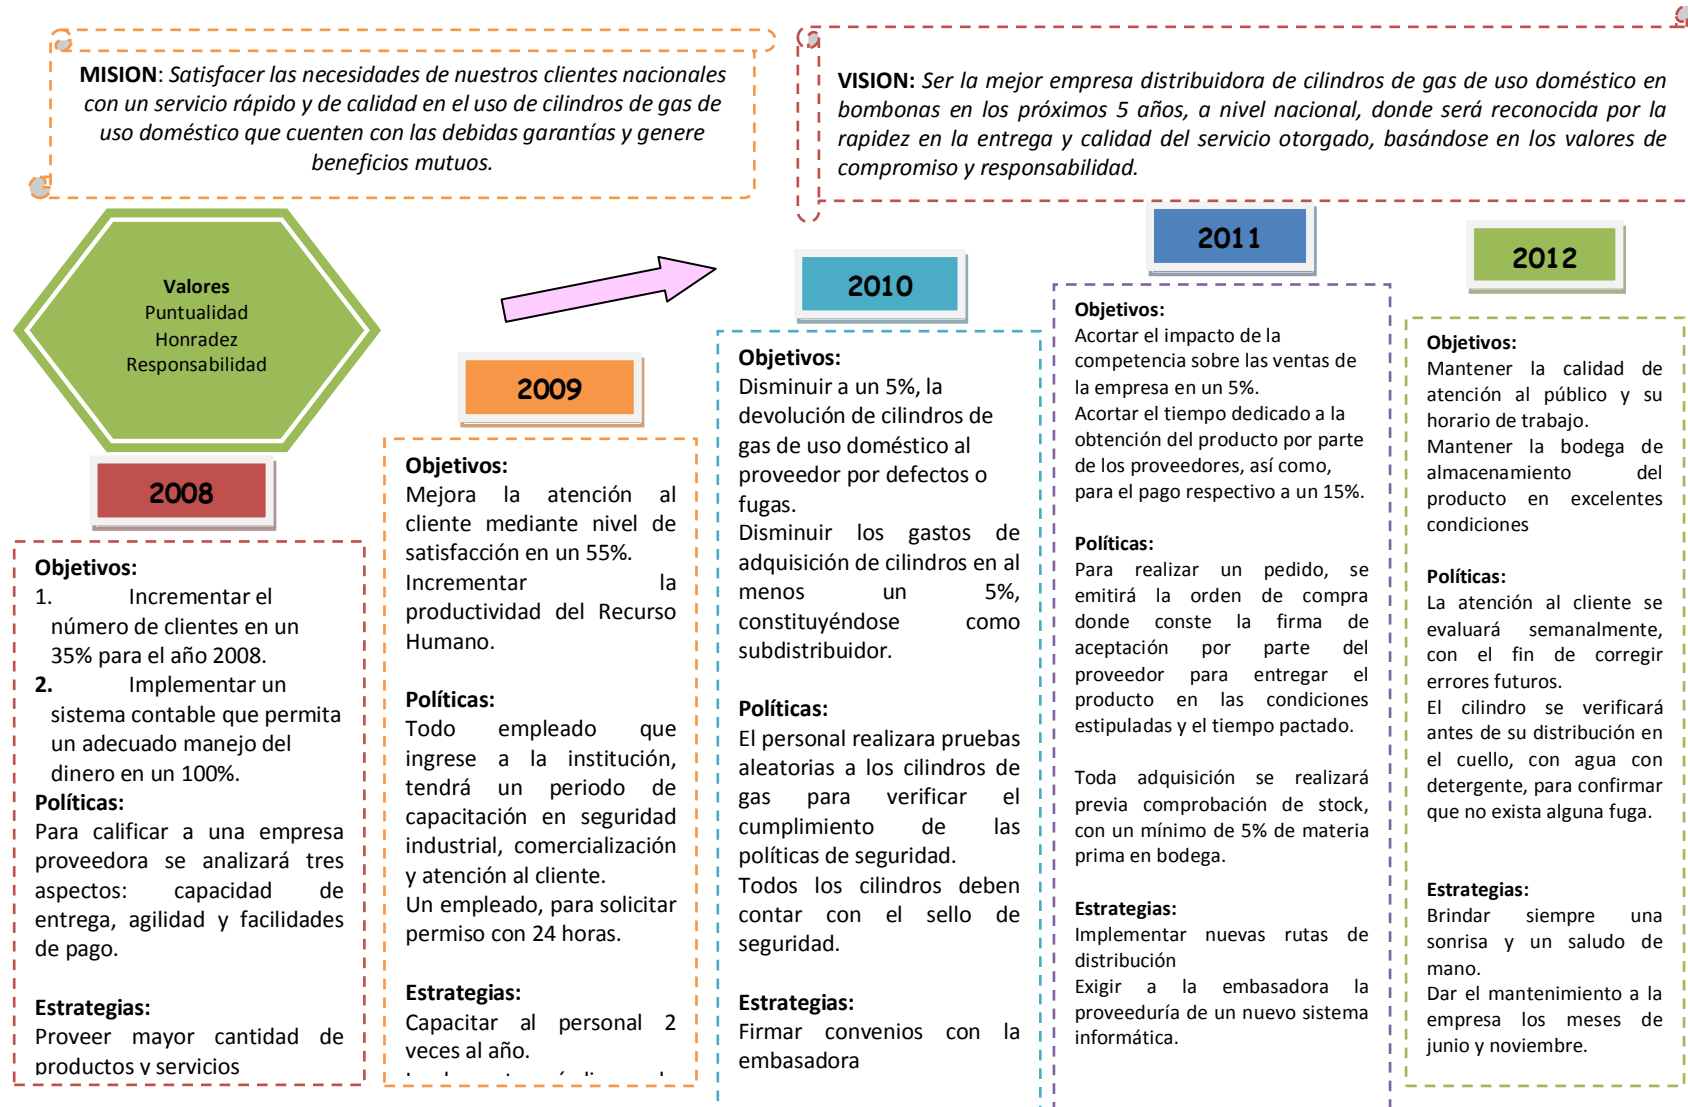 MISION: Satisfacer las necesidades de nuestros clientes nacionales
con un servicio rápido y de calidad en el uso de cilindros de gas de
uso doméstico que cuenten con las debidas garantías y genere
beneficios mutuos.
VISION: Ser la mejor empresa distribuidora de cilindros de gas de uso doméstico en
bombonas en los próximos 5 años, a nivel nacional, donde será reconocida por la
rapidez en la entrega y calidad del servicio otorgado, basándose en los valores de
compromiso y responsabilidad.
Valores
Puntualidad
Honradez
Responsabilidad
2008
Objetivos:
1. Incrementar el
número de clientes en un
35% para el año 2008.
2. Implementar un
sistema contable que permita
un adecuado manejo del
dinero en un 100%.
Políticas:
Para calificar a una empresa
proveedora se analizará tres
aspectos: capacidad de
entrega, agilidad y facilidades
de pago.
Estrategias:
Proveer mayor cantidad de
productos y servicios
2009
Objetivos:
Mejora la atención al
cliente mediante nivel de
satisfacción en un 55%.
Incrementar la
productividad del Recurso
Humano.
Políticas:
Todo empleado que
ingrese a la institución,
tendrá un periodo de
capacitación en seguridad
industrial, comercialización
y atención al cliente.
Un empleado, para solicitar
permiso con 24 horas.
Estrategias:
Capacitar al personal 2
veces al año.
2010
Objetivos:
Disminuir a un 5%, la
devolución de cilindros de
gas de uso doméstico al
proveedor por defectos o
fugas.
Disminuir los gastos de
adquisición de cilindros en al
menos un 5%,
constituyéndose como
subdistribuidor.
Políticas:
El personal realizara pruebas
aleatorias a los cilindros de
gas para verificar el
cumplimiento de las
políticas de seguridad.
Todos los cilindros deben
contar con el sello de
seguridad.
Estrategias:
Firmar convenios con la
embasadora
2011
Objetivos:
Acortar el impacto de la
competencia sobre las ventas de
la empresa en un 5%.
Acortar el tiempo dedicado a la
obtención del producto por parte
de los proveedores, así como,
para el pago respectivo a un 15%.
Políticas:
Para realizar un pedido, se
emitirá la orden de compra
donde conste la firma de
aceptación por parte del
proveedor para entregar el
producto en las condiciones
estipuladas y el tiempo pactado.
Toda adquisición se realizará
previa comprobación de stock,
con un mínimo de 5% de materia
prima en bodega.
Estrategias:
Implementar nuevas rutas de
distribución
Exigir a la embasadora la
proveeduría de un nuevo sistema
informática.
2012
Objetivos:
Mantener la calidad de
atención al público y su
horario de trabajo.
Mantener la bodega de
almacenamiento del
producto en excelentes
condiciones
Políticas:
La atención al cliente se
evaluará semanalmente,
con el fin de corregir
errores futuros.
El cilindro se verificará
antes de su distribución en
el cuello, con agua con
detergente, para confirmar
que no exista alguna fuga.
Estrategias:
Brindar siempre una
sonrisa y un saludo de
mano.
Dar el mantenimiento a la
empresa los meses de
junio y noviembre.